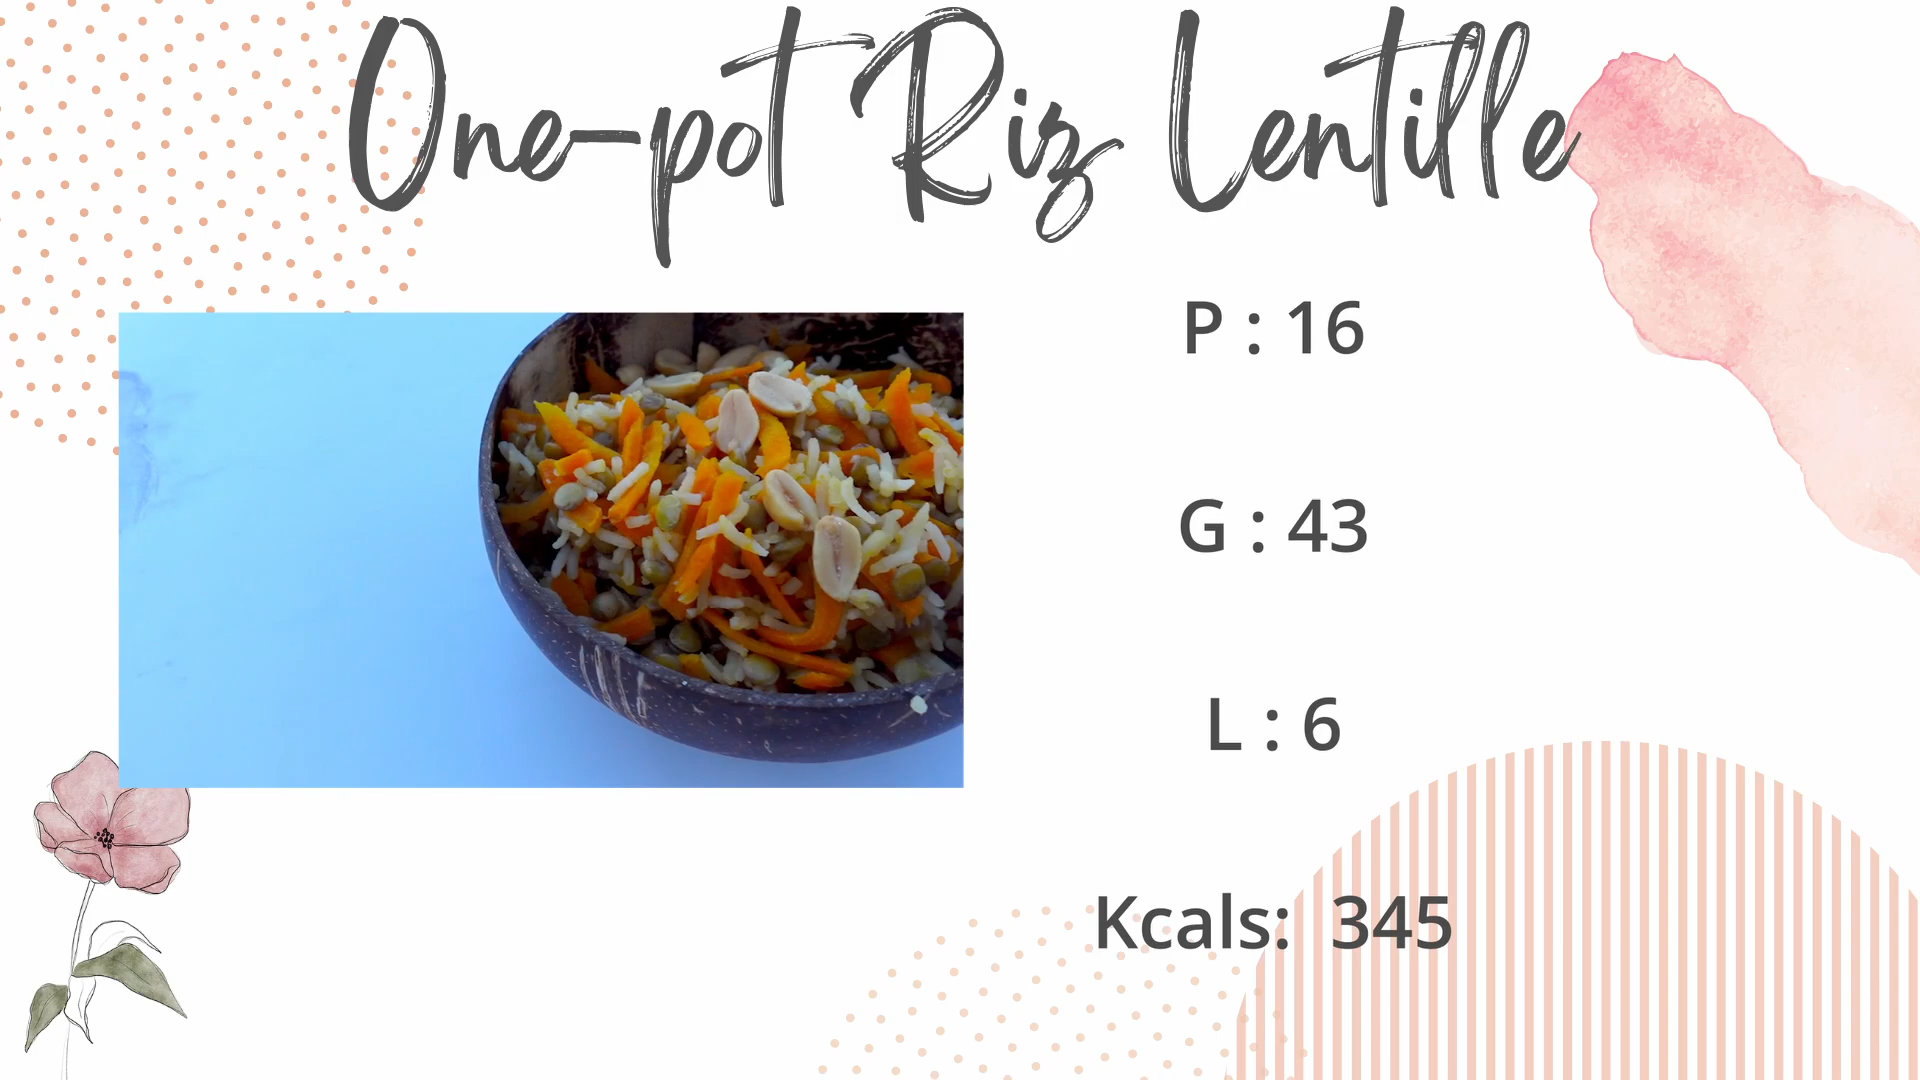 One-pot Riz Lentille
P : 16
G : 43
L : 6
Kcals: 345